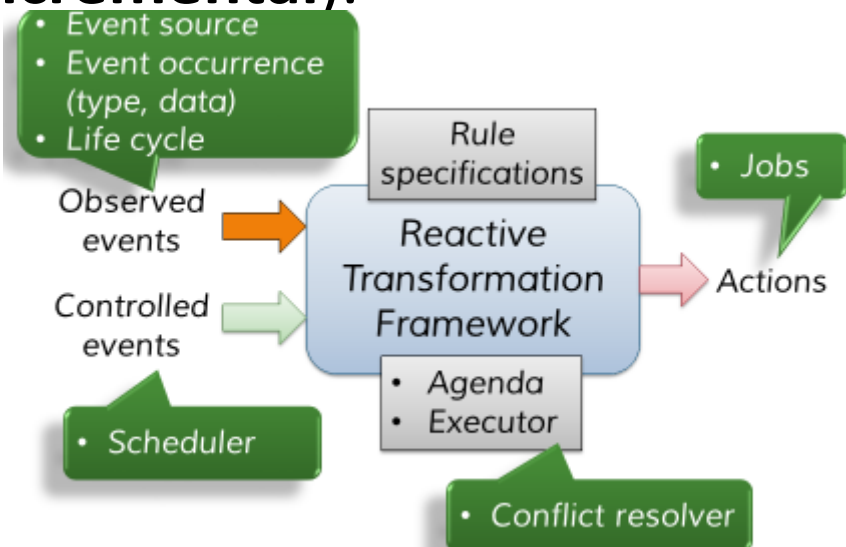 cremental).
• Event source
• Event occurrence
(type, data)
• Life cycle
Rule
specifications
• Jobs
Observed
events
Reactive
Transformation
Framework
Actions
Controlled
events
• Agenda
• Executor
• Scheduler
• Conflict resolver